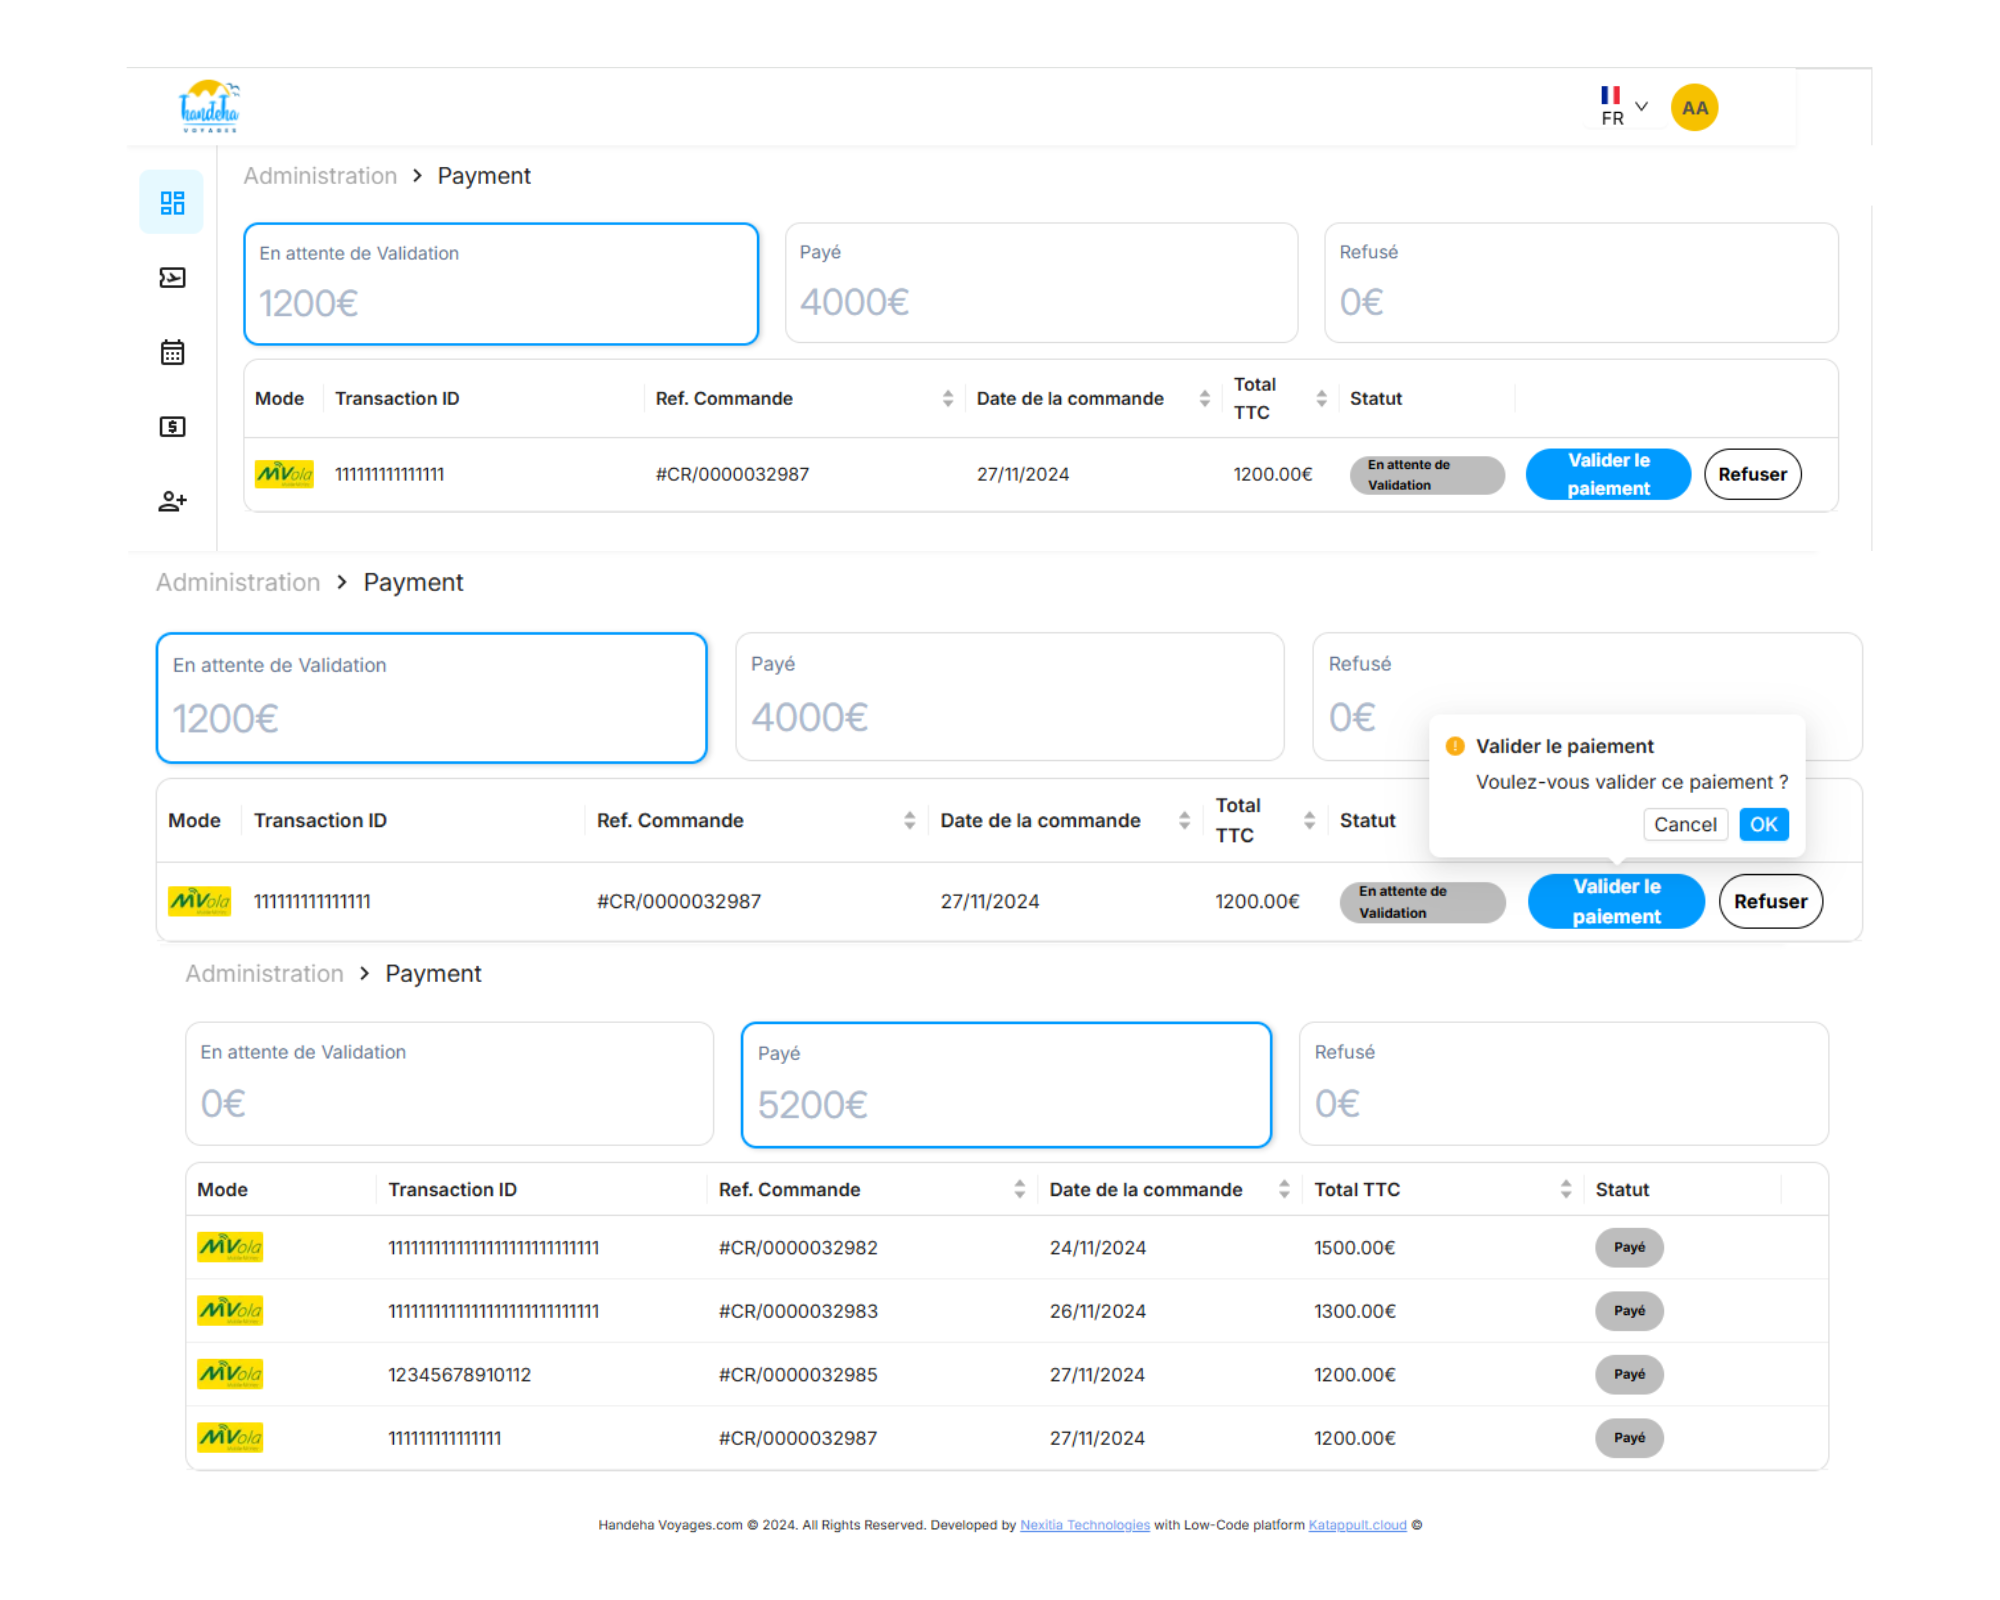 handeha
VOYAGES
FR
AA
Administration > Payment
En attente de Validation
1200€
Payé
4000€
Refusé
0€
Mode Transaction ID Ref. Commande Date de la commande Total TTC Statut
MVola 111111111111111 #CR/0000032987 27/11/2024 1200.00€ En attente de Validation Valider le paiement Refuser
Administration > Payment
En attente de Validation
1200€
Payé
4000€
Refusé
0€
Valider le paiement
Voulez-vous valider ce paiement ?
Cancel OK
Mode Transaction ID Ref. Commande Date de la commande Total TTC Statut
MVola 111111111111111 #CR/0000032987 27/11/2024 1200.00€ En attente de Validation Valider le paiement Refuser
Administration > Payment
En attente de Validation
0€
Payé
5200€
Refusé
0€
Mode Transaction ID Ref. Commande Date de la commande Total TTC Statut
MVola #CR/0000032982 24/11/2024 1500.00€ Payé
MVola #CR/0000032983 26/11/2024 1300.00€ Payé
MVola 12345678910112 #CR/0000032985 27/11/2024 1200.00€ Payé
MVola 111111111111111 #CR/0000032987 27/11/2024 1200.00€ Payé
Handeha Voyages.com © 2024. All Rights Reserved. Developed by Nexitia Technologies with Low-Code platform Katappult.cloud ©